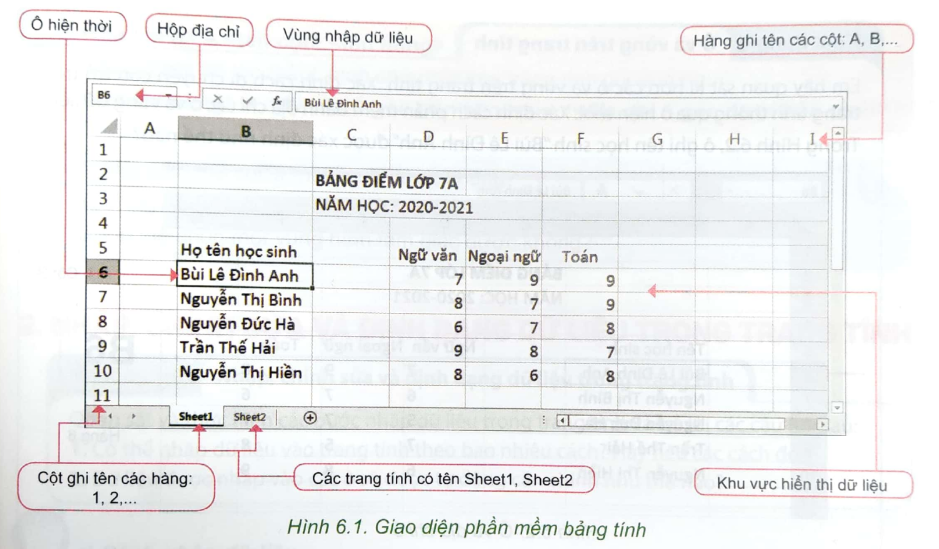 Ô hiện thời
Hộp địa chỉ
Vùng nhập dữ liệu
Hàng ghi tên các cột: A, B,...
B6 fx Bùi Lê Đình Anh
A B C D E F G H I
1
2 BẢNG ĐIỂM LỚP 7A
3 NĂM HỌC: 2020-2021
4
5 Họ tên học sinh Ngữ văn Ngoại ngữ Toán
6 Bùi Lê Đình Anh 7 9 9
7 Nguyễn Thị Bình 8 7 9
8 Nguyễn Đức Hà 6 7 8
9 Trần Thế Hải 9 8 7
10 Nguyễn Thị Hiền 8 6 8
11
Sheet1 Sheet2
Cột ghi tên các hàng:
1, 2,...
Các trang tính có tên Sheet1, Sheet2
Khu vực hiển thị dữ liệu
Hình 6.1. Giao diện phần mềm bảng tính